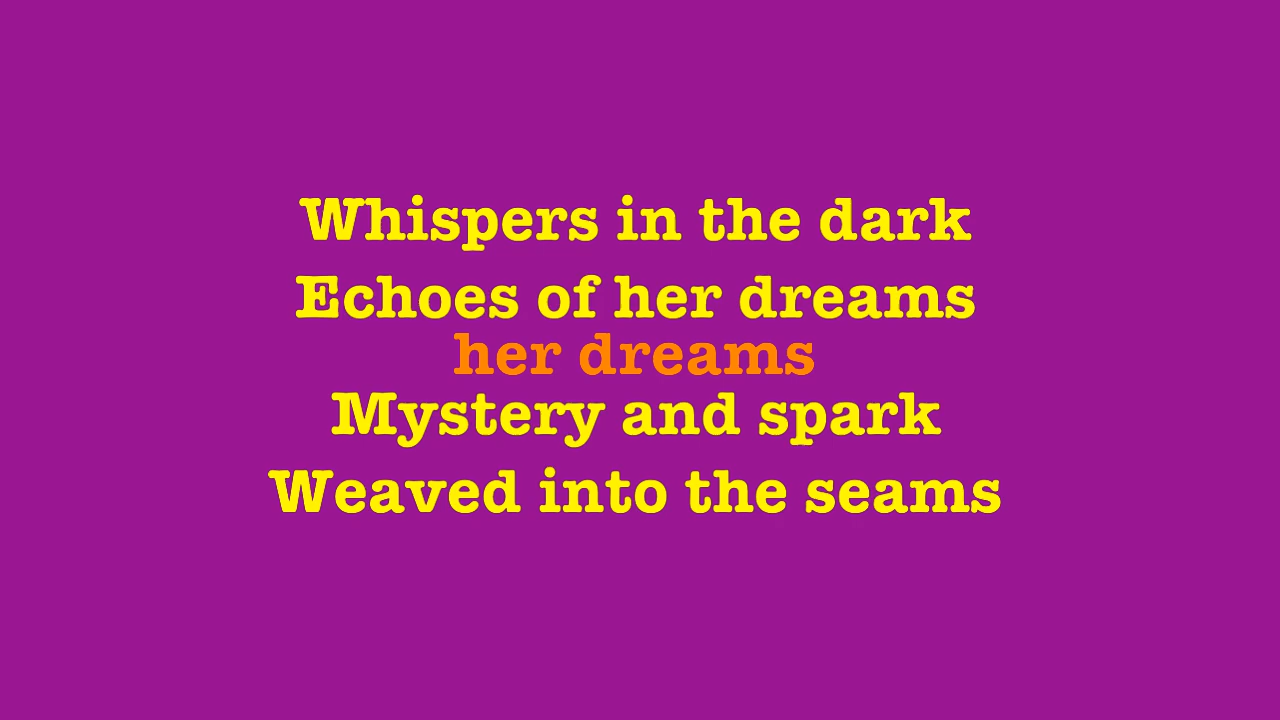 Whispers in the dark
Echoes of her dreams
her dreams
Mystery and spark
Weaved into the seams